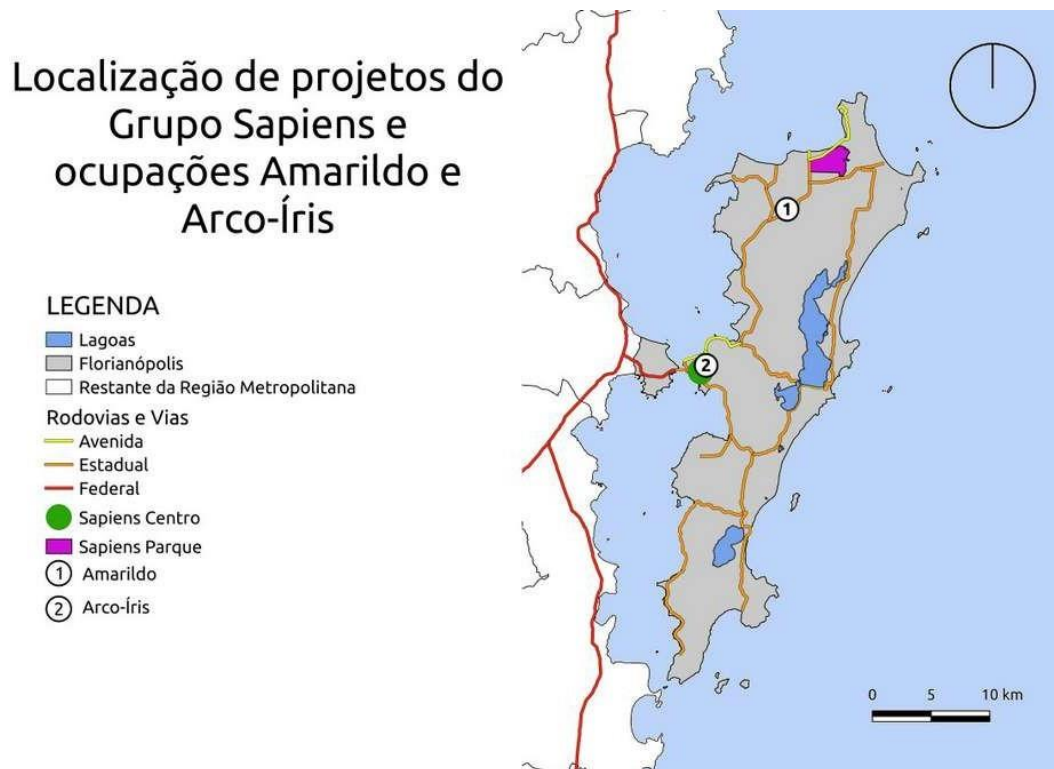 Localização de projetos do
Grupo Sapiens e
ocupações Amarildo e
Arco-Íris
LEGENDA
Lagoas
Florianópolis
Restante da Região Metropolitana
Rodovias e Vias
Avenida
Estadual
Federal
Sapiens Centro
Sapiens Parque
1 Amarildo
2 Arco-Íris
1
2
0 5 10 km